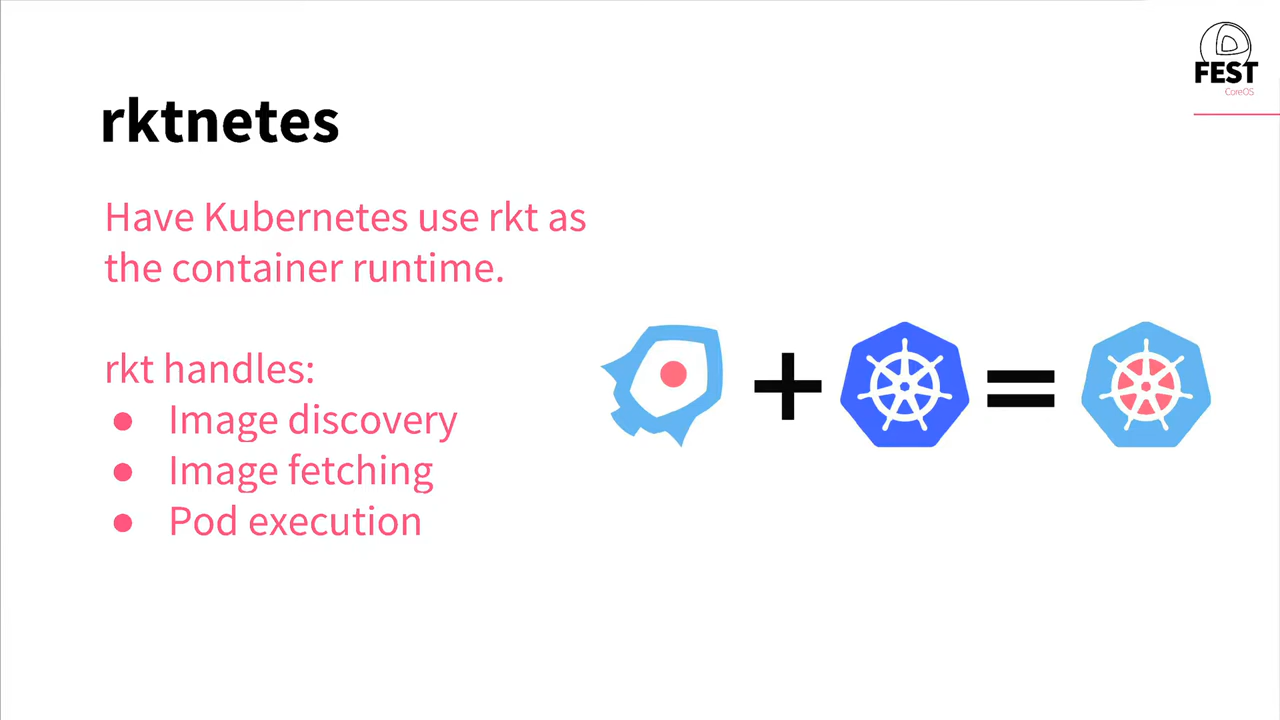 FEST
CoreOS
rktnetes
Have Kubernetes use rkt as
the container runtime.
rkt handles:
● Image discovery
● Image fetching
● Pod execution
+
=